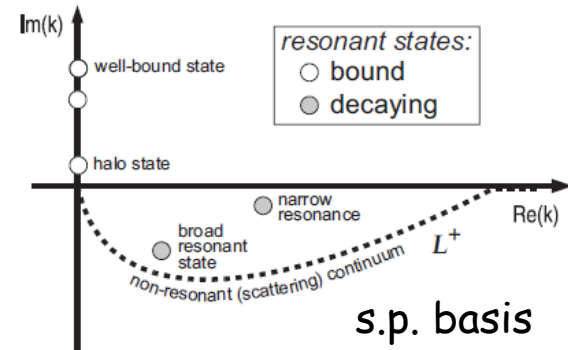 Im(k)
well-bound state
resonant states:
bound
decaying
halo state
narrow
resonance
Re(k)
broad
resonant
state
L+
non-resonant (scattering) continuum
s.p. basis